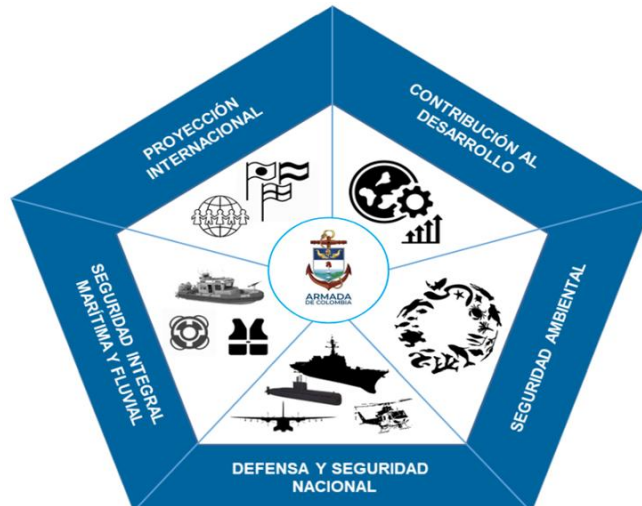 PROYECCIÓN
INTERNACIONAL
CONTRIBUCIÓN AL
DESARROLLO
SEGURIDAD INTEGRAL
MARÍTIMA Y FLUVIAL
ARMADA
DE COLOMBIA
SEGURIDAD AMBIENTAL
DEFENSA Y SEGURIDAD
NACIONAL